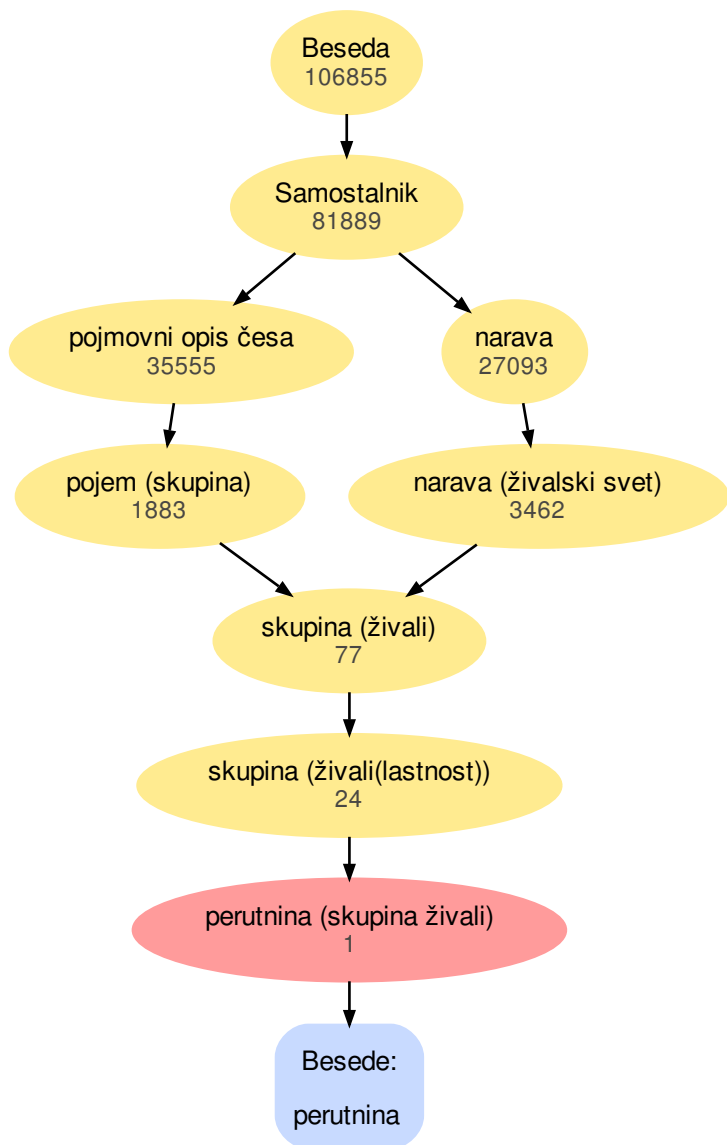 Beseda
106855
Samostalnik
81889
pojmovni opis česa
35555
narava
27093
pojem (skupina)
1883
narava (živalski svet)
3462
skupina (živali)
77
skupina (živali(lastnost))
24
perutnina (skupina živali)
1
Besede:
perutnina